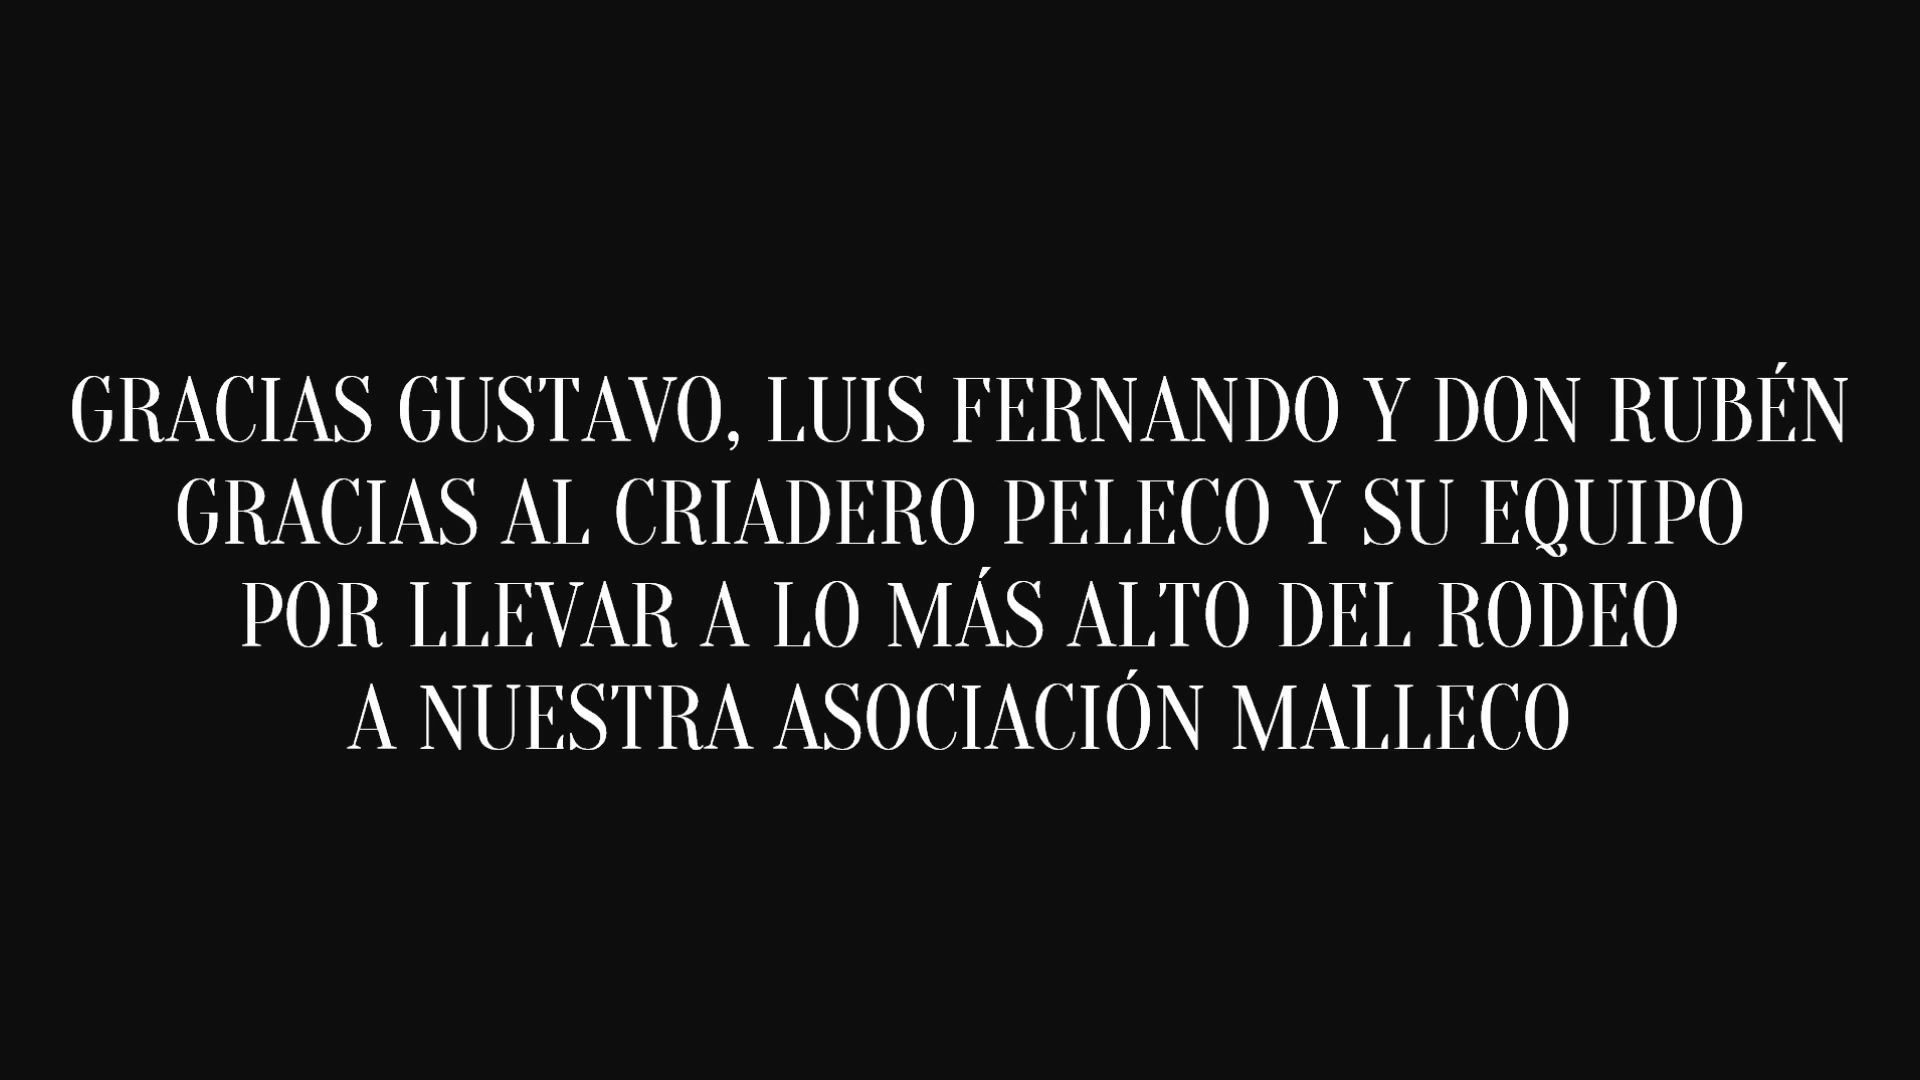 GRACIAS GUSTAVO, LUIS FERNANDO Y DON RUBÉN
GRACIAS AL CRIADERO PELECO Y SU EQUIPO
POR LLEVAR A LO MÁS ALTO DEL RODEO
A NUESTRA ASOCIACIÓN MALLECO